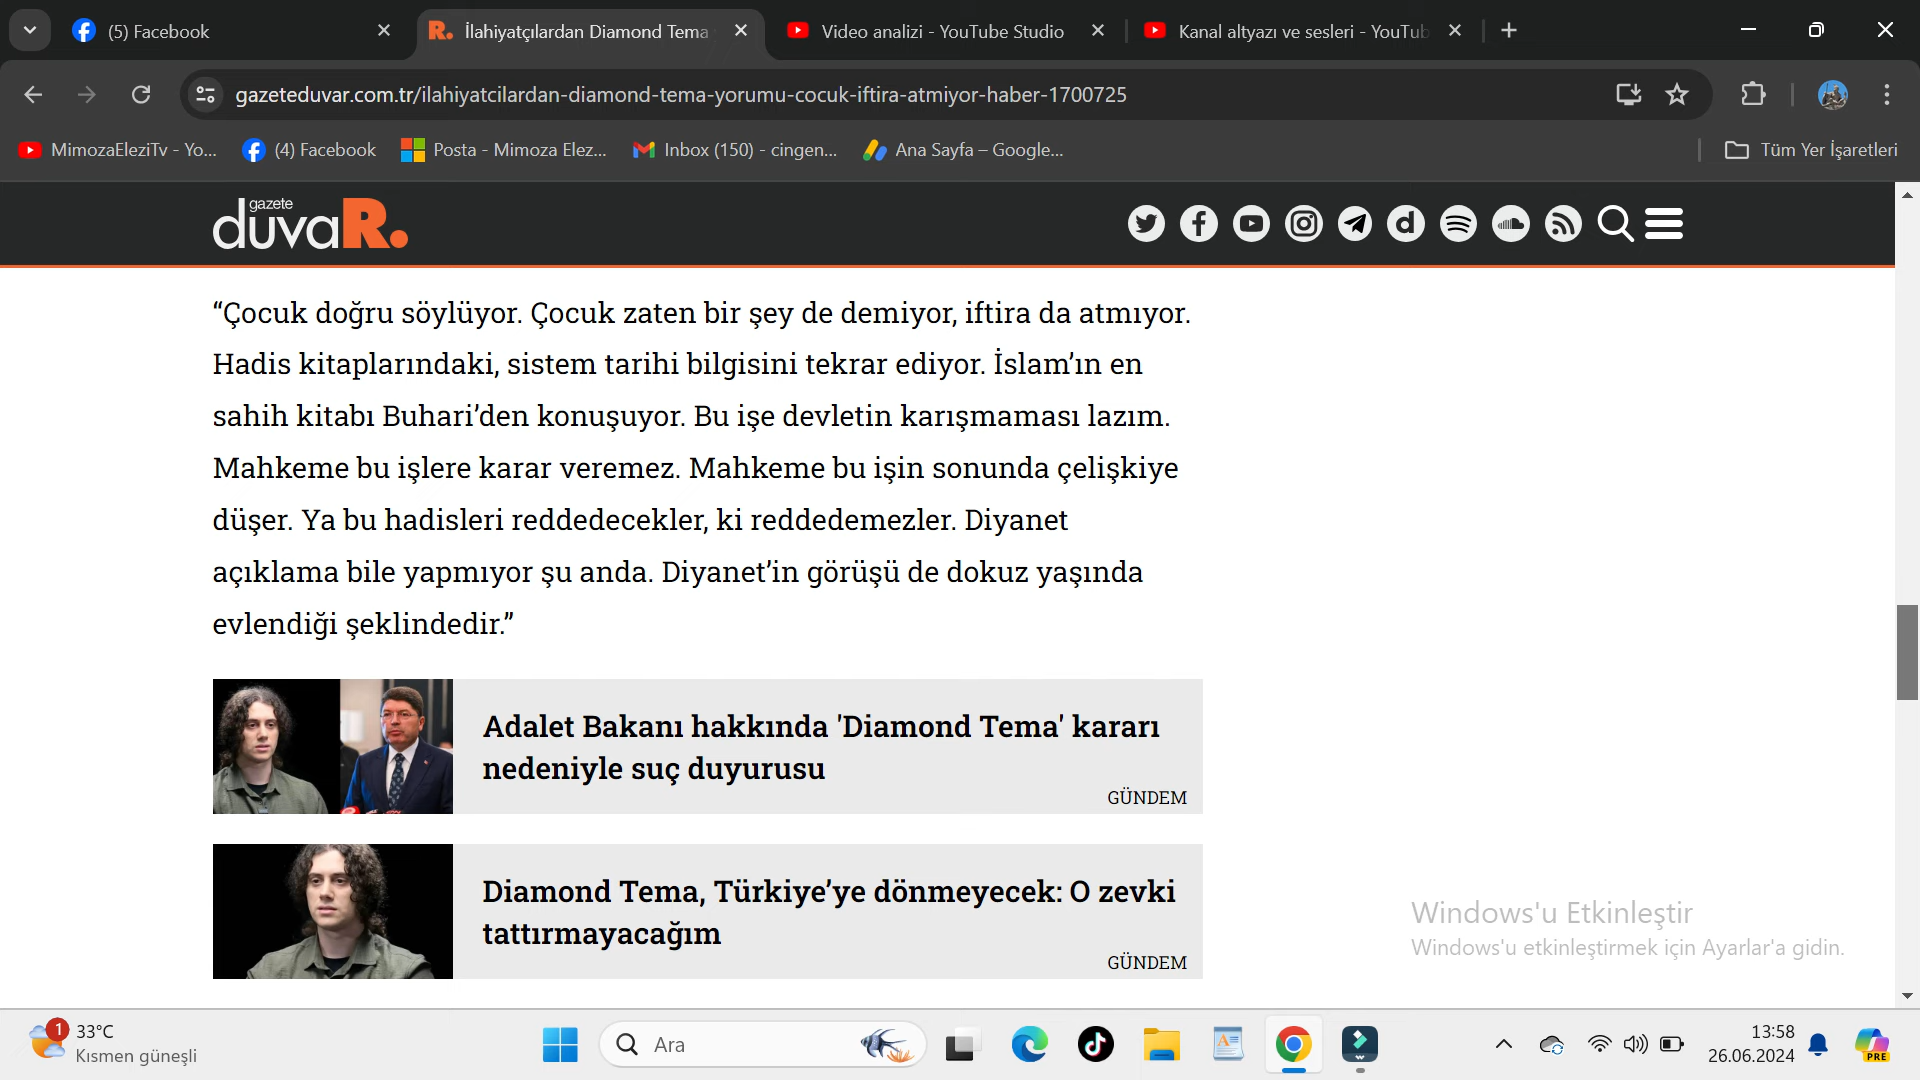 (5) Facebook
İlahiyatçılardan Diamond Tema
Video analizi - YouTube Studio
Kanal altyazı ve sesleri - YouTub
gazeteduvar.com.tr/ilahiyatcilardan-diamond-tema-yorumu-cocuk-iftira-atmiyor-haber-1700725
MimozaEleziTv - Yo...
(4) Facebook
Posta - Mimoza Elez...
Inbox (150) - cingen...
Ana Sayfa – Google...
Tüm Yer İşaretleri
gazete
duvaR.
“Çocuk doğru söylüyor. Çocuk zaten bir şey de demiyor, iftira da atmıyor.
Hadis kitaplarındaki, sistem tarihi bilgisini tekrar ediyor. İslam’ın en
sahih kitabı Buhari’den konuşuyor. Bu işe devletin karışmaması lazım.
Mahkeme bu işlere karar veremez. Mahkeme bu işin sonunda çelişkiye
düşer. Ya bu hadisleri reddedecekler, ki reddedemezler. Diyanet
açıklama bile yapmıyor şu anda. Diyanet’in görüşü de dokuz yaşında
evlendiği şeklindedir.”
Adalet Bakanı hakkında 'Diamond Tema' kararı
nedeniyle suç duyurusu
GÜNDEM
Diamond Tema, Türkiye’ye dönmeyecek: O zevki
tattırmayacağım
GÜNDEM
Windows'u Etkinleştir
Windows'u etkinleştirmek için Ayarlar'a gidin.
1
33°C
Kısmen güneşli
Ara
13:58
26.06.2024
PRE